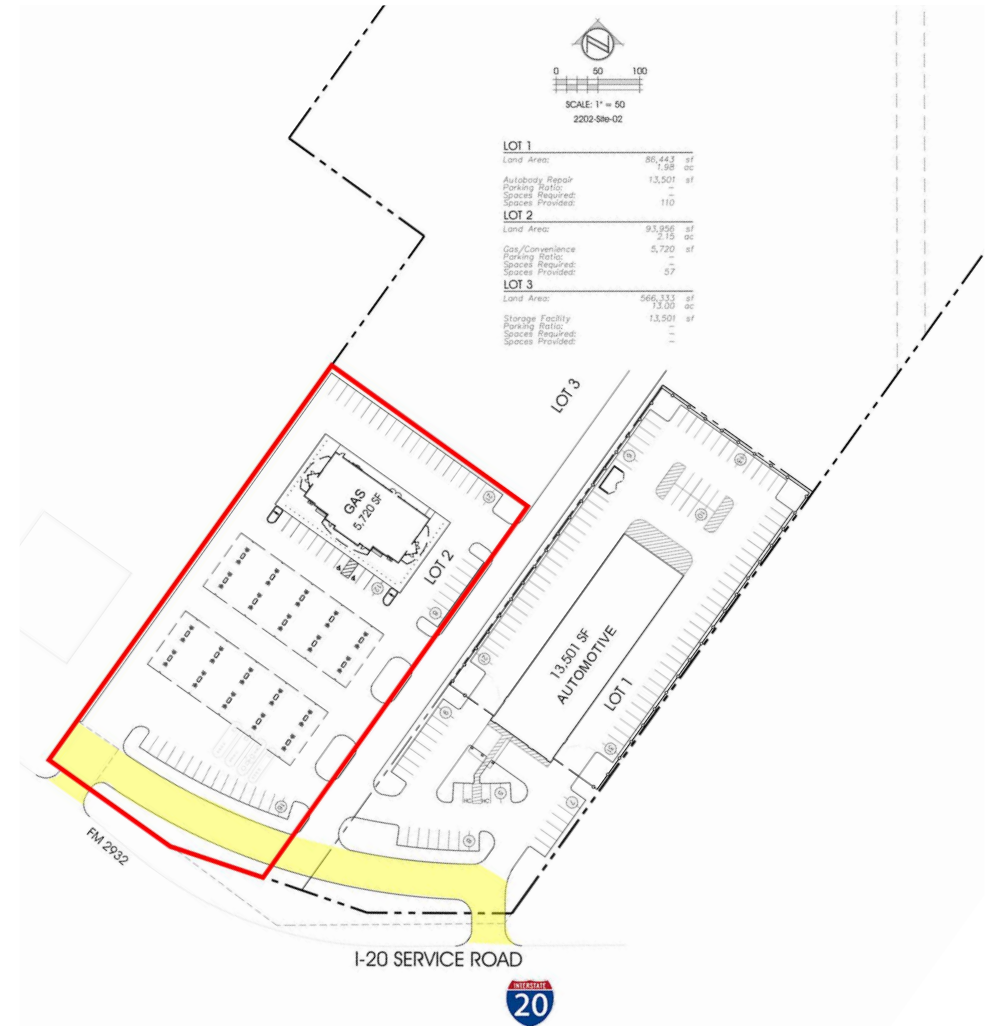 N
0 50 100
SCALE: 1" = 50
2202-Site-02
LOT 1
Land Area: 86,443 sf
1.98 ac
Autobody Repair 13,501 sf
Parking Ratio: --
Spaces Required: --
Spaces Provided: 110
LOT 2
Land Area: 93,956 sf
2.15 ac
Gas/Convenience 5,720 sf
Parking Ratio: --
Spaces Required: --
Spaces Provided: 57
LOT 3
Land Area: 566,333 sf
13.00 ac
Storage Facility 13,501 sf
Parking Ratio: --
Spaces Required: --
Spaces Provided: --
LOT 3
GAS
5,720 SF
LOT 2
13,501 SF
AUTOMOTIVE
LOT 1
HC HC
FM 2932
I-20 SERVICE ROAD
INTERSTATE
20